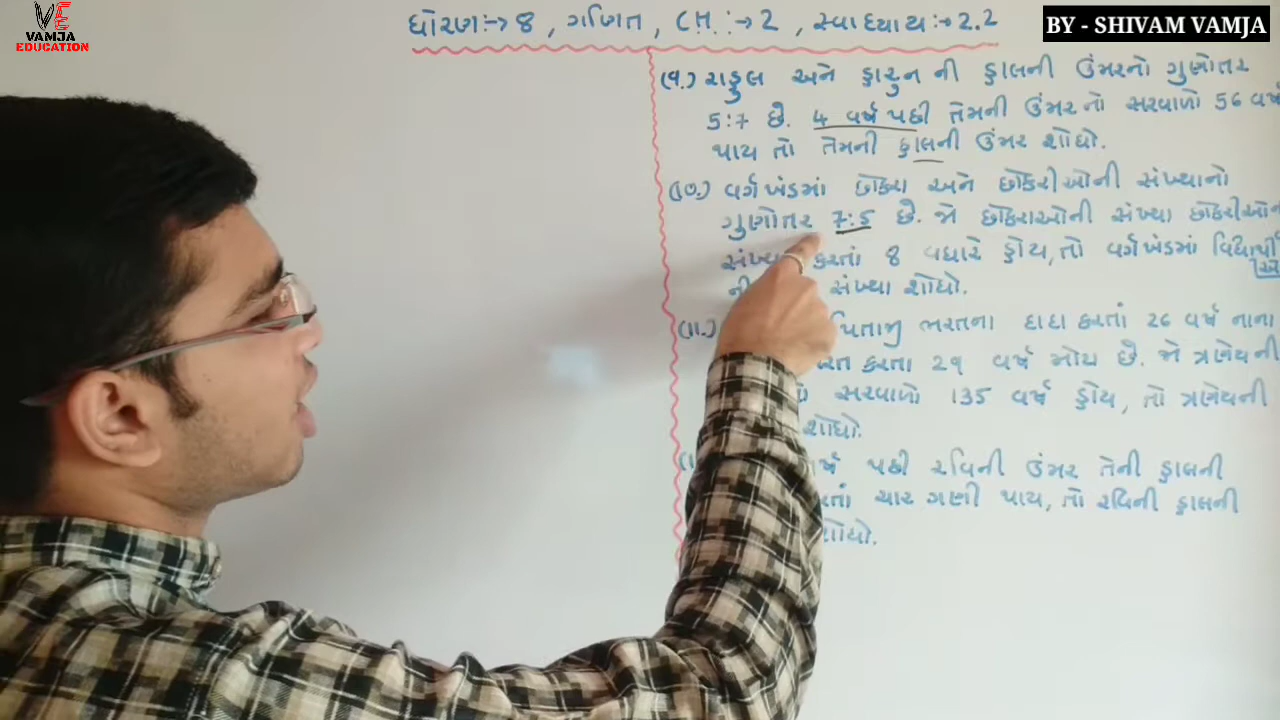 VE
VAMJA
EDUCATION
ધોરણ:→ 8 , ગણિત , CH. :→ 2 , સ્વાધ્યાય :→ 2.2
BY - SHIVAM VAMJA
(9.) રાહુલ અને હારુન ની હાલની ઉંમરનો ગુણોતર
5:7 છે. 4 વર્ષ પછી તેમની ઉંમર નો સરવાળો 56 વર્ષ
થાય તો તેમની હાલની ઉંમર શોધો.
(10.) વર્ગખંડમાં છોકરા અને છોકરીઓની સંખ્યાનો
ગુણોતર 7:5 છે. જો છોકરાઓની સંખ્યા છોકરીઓની
કરતાં 8 વધારે હોય, તો વર્ગખંડમાં વિદ્યાર્થીઓ
ની સંખ્યા શોધો.
(11.) પિતાજી ભરતના દાદા કરતાં 26 વર્ષ નાના
કરતા 29 વર્ષ મોટા છે. જો ત્રણેયની
સરવાળો 135 વર્ષ હોય, તો ત્રણેયની
શોધો.
પછી રવિની ઉંમર તેની હાલની
ચાર ગણી થાય, તો રવિની હાલની
શોધો.